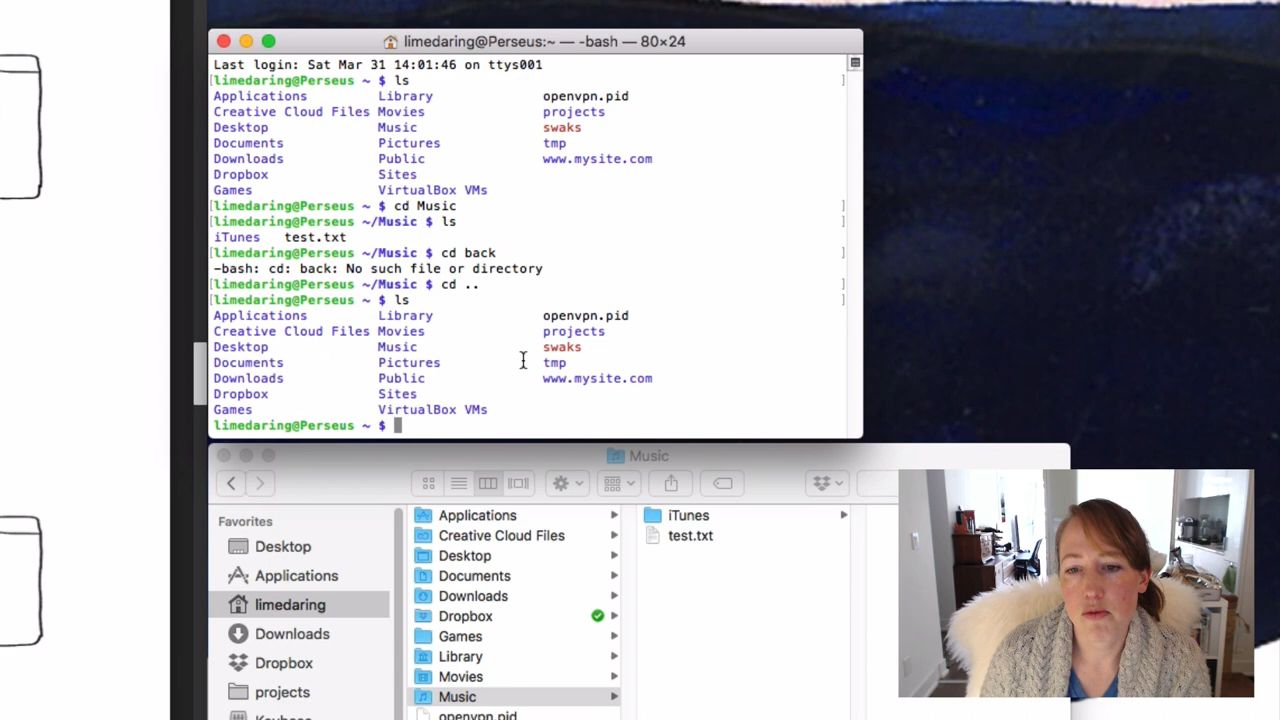 limedaring@Perseus:~ — -bash — 80×24
Last login: Sat Mar 31 14:01:46 on ttys001
[limedaring@Perseus ~ $ ls ]
Applications Library openvpn.pid
Creative Cloud Files Movies projects
Desktop Music swaks
Documents Pictures tmp
Downloads Public www.mysite.com
Dropbox Sites
Games VirtualBox VMs
[limedaring@Perseus ~ $ cd Music ]
[limedaring@Perseus ~/Music $ ls ]
iTunes test.txt
[limedaring@Perseus ~/Music $ cd back ]
-bash: cd: back: No such file or directory
[limedaring@Perseus ~/Music $ cd .. ]
[limedaring@Perseus ~ $ ls ]
Applications Library openvpn.pid
Creative Cloud Files Movies projects
Desktop Music swaks
Documents Pictures tmp
Downloads Public www.mysite.com
Dropbox Sites
Games VirtualBox VMs
limedaring@Perseus ~ $
Music
Favorites
Desktop
Applications
limedaring
Downloads
Dropbox
projects
Keybase
Applications
Creative Cloud Files
Desktop
Documents
Downloads
Dropbox
Games
Library
Movies
Music
openvpn.pid
iTunes
test.txt